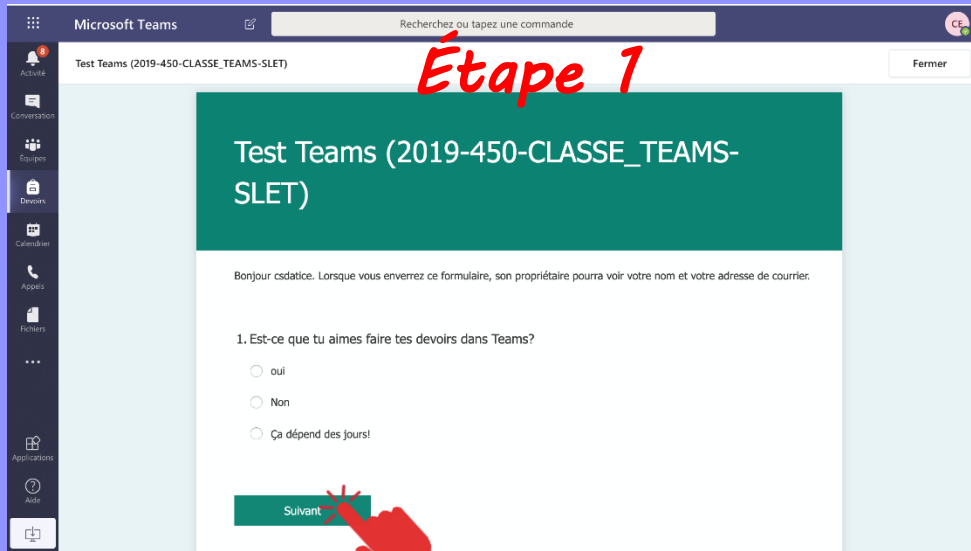 Microsoft Teams
Recherchez ou tapez une commande
CE
Étape 1
8
Activité
Test Teams (2019-450-CLASSE_TEAMS-SLET)
Fermer
Conversation
Équipes
Devoirs
Calendrier
Appels
Fichiers
Applications
Aide
Test Teams (2019-450-CLASSE_TEAMS-
SLET)
Bonjour csdatice. Lorsque vous enverrez ce formulaire, son propriétaire pourra voir votre nom et votre adresse de courrier.
1. Est-ce que tu aimes faire tes devoirs dans Teams?
oui
Non
Ça dépend des jours!
Suivant